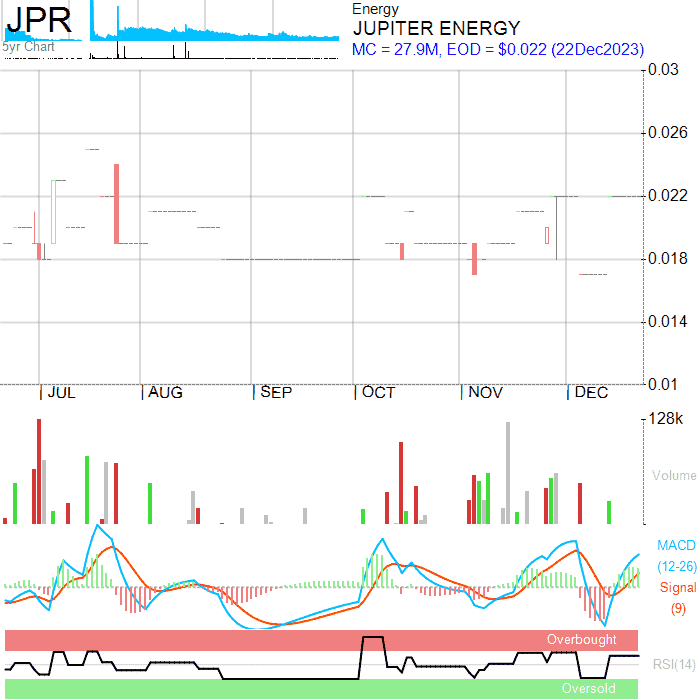 JPR
5yr Chart
Energy
JUPITER ENERGY
MC = 27.9M, EOD = $0.022 (22Dec2023)
0.03
0.026
0.022
0.018
0.014
0.01
JUL AUG SEP OCT NOV DEC
128k
Volume
MACD
(12-26)
Signal
(9)
Overbought
RSI(14)
Oversold